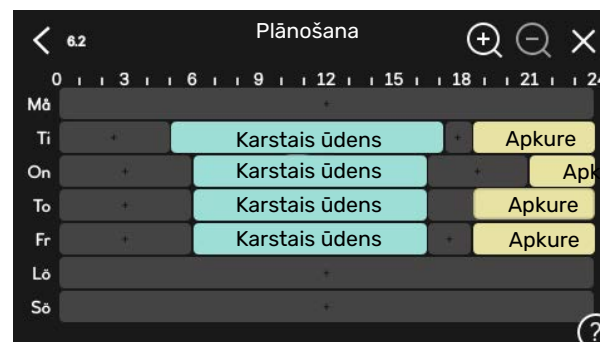 6.2 Plānošana
0 3 6 9 12 15 18 21 24
Må
Ti Karstais ūdens Apkure
On Karstais ūdens Apk
To Karstais ūdens Apkure
Fr Karstais ūdens Apkure
Lö
Sö
?